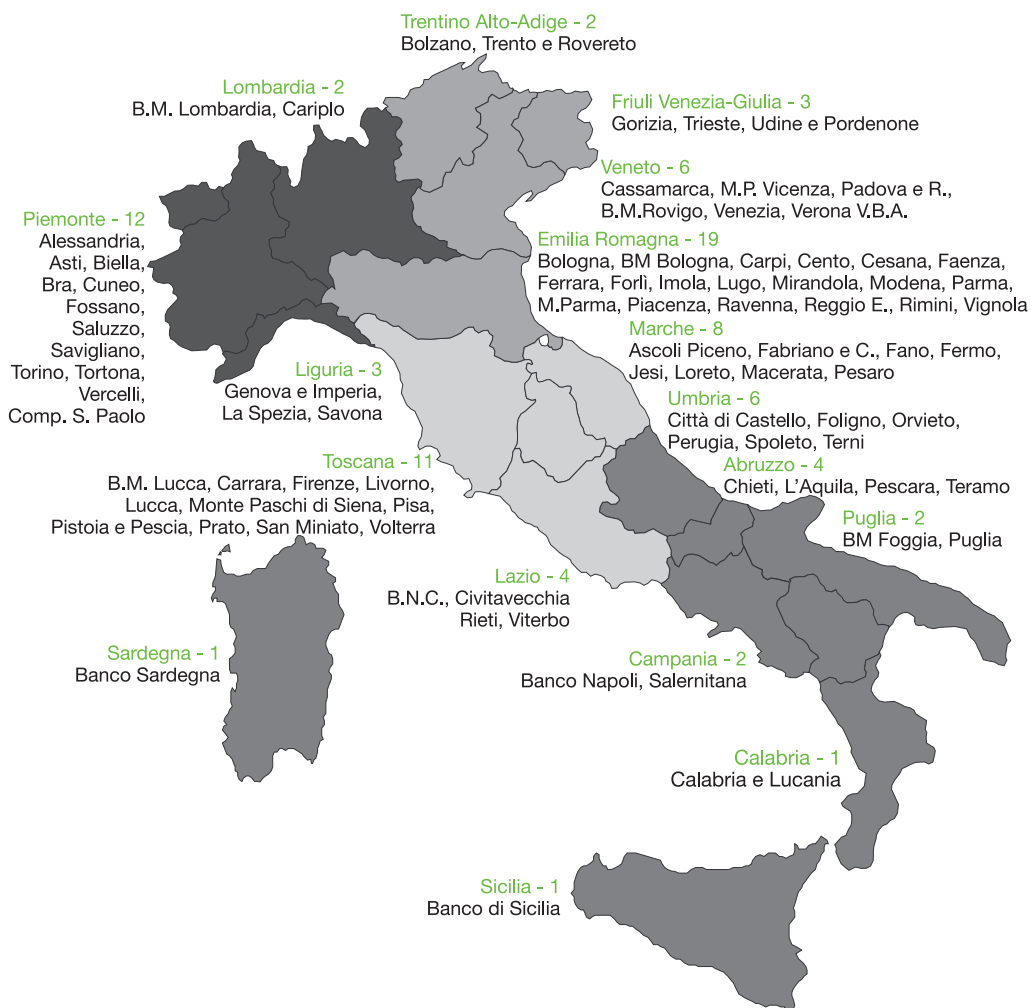 Trentino Alto-Adige - 2
Bolzano, Trento e Rovereto
Lombardia - 2
B.M. Lombardia, Cariplo
Friuli Venezia-Giulia - 3
Gorizia, Trieste, Udine e Pordenone
Veneto - 6
Cassamarca, M.P. Vicenza, Padova e R.,
B.M.Rovigo, Venezia, Verona V.B.A.
Piemonte - 12
Alessandria,
Asti, Biella,
Bra, Cuneo,
Fossano,
Saluzzo,
Savigliano,
Torino, Tortona,
Vercelli,
Comp. S. Paolo
Emilia Romagna - 19
Bologna, BM Bologna, Carpi, Cento, Cesana, Faenza,
Ferrara, Forlì, Imola, Lugo, Mirandola, Modena, Parma,
M.Parma, Piacenza, Ravenna, Reggio E., Rimini, Vignola
Marche - 8
Ascoli Piceno, Fabriano e C., Fano, Fermo,
Jesi, Loreto, Macerata, Pesaro
Liguria - 3
Genova e Imperia,
La Spezia, Savona
Umbria - 6
Città di Castello, Foligno, Orvieto,
Perugia, Spoleto, Terni
Toscana - 11
B.M. Lucca, Carrara, Firenze, Livorno,
Lucca, Monte Paschi di Siena, Pisa,
Pistoia e Pescia, Prato, San Miniato, Volterra
Abruzzo - 4
Chieti, L'Aquila, Pescara, Teramo
Puglia - 2
BM Foggia, Puglia
Lazio - 4
B.N.C., Civitavecchia
Rieti, Viterbo
Sardegna - 1
Banco Sardegna
Campania - 2
Banco Napoli, Salernitana
Calabria - 1
Calabria e Lucania
Sicilia - 1
Banco di Sicilia